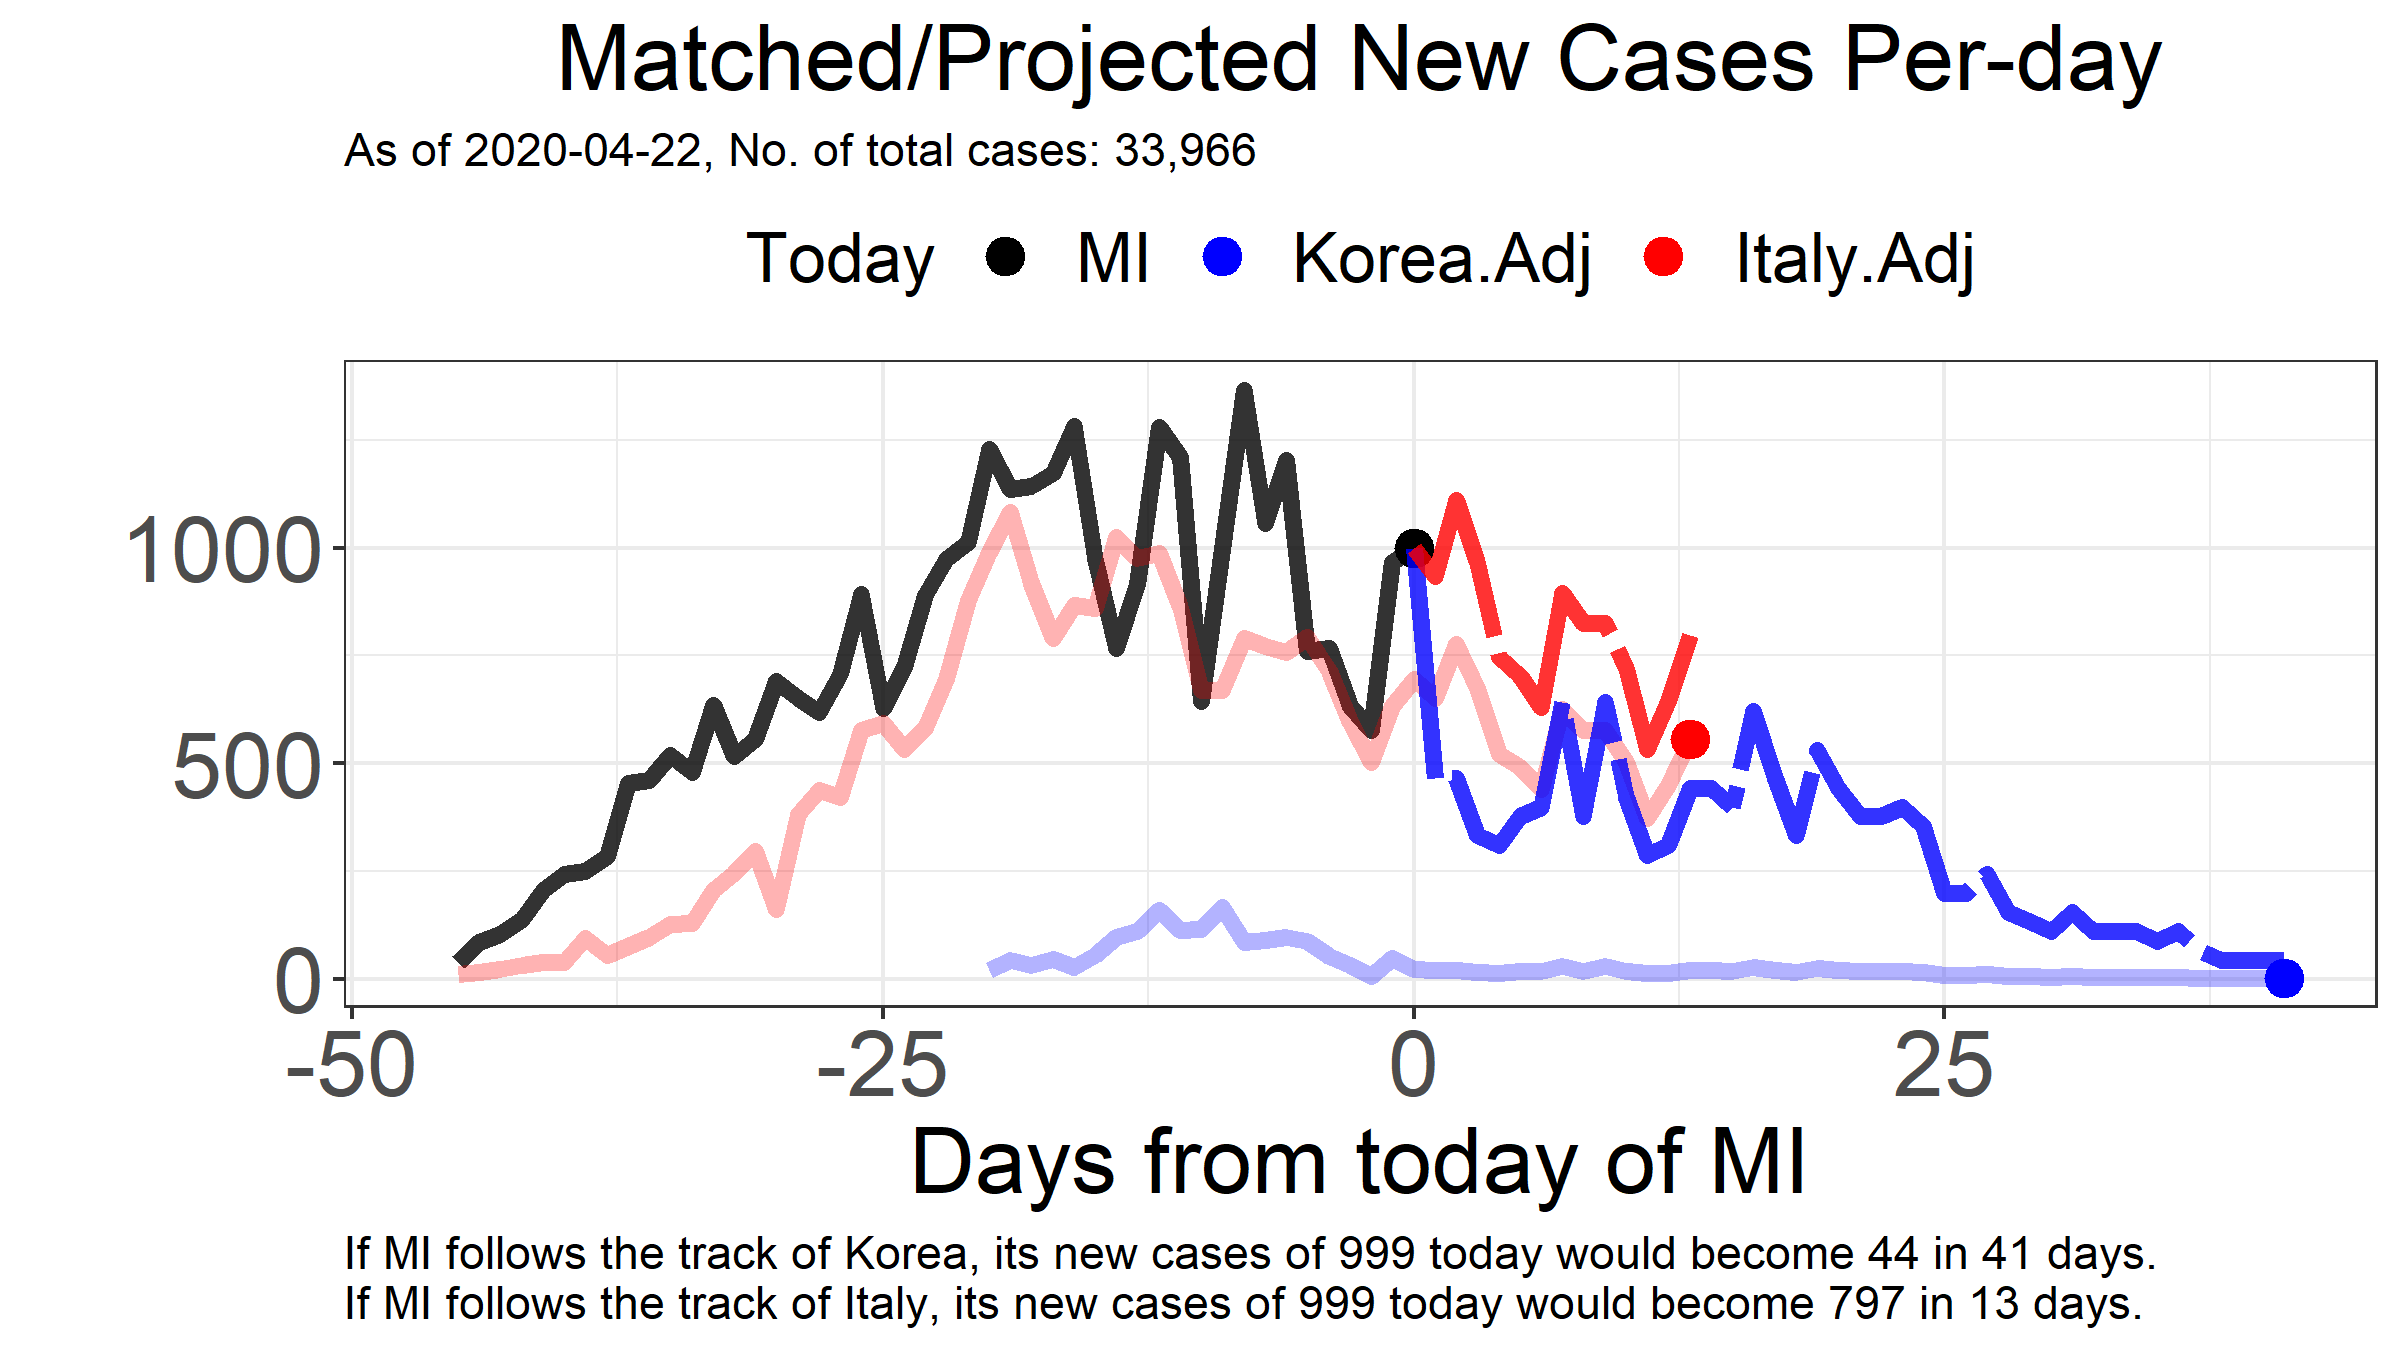 Matched/Projected New Cases Per-day
As of 2020-04-22, No. of total cases: 33,966
Today MI Korea.Adj Italy.Adj
1000
500
0
-50 -25 0 25
Days from today of MI
If MI follows the track of Korea, its new cases of 999 today would become 44 in 41 days.
If MI follows the track of Italy, its new cases of 999 today would become 797 in 13 days.